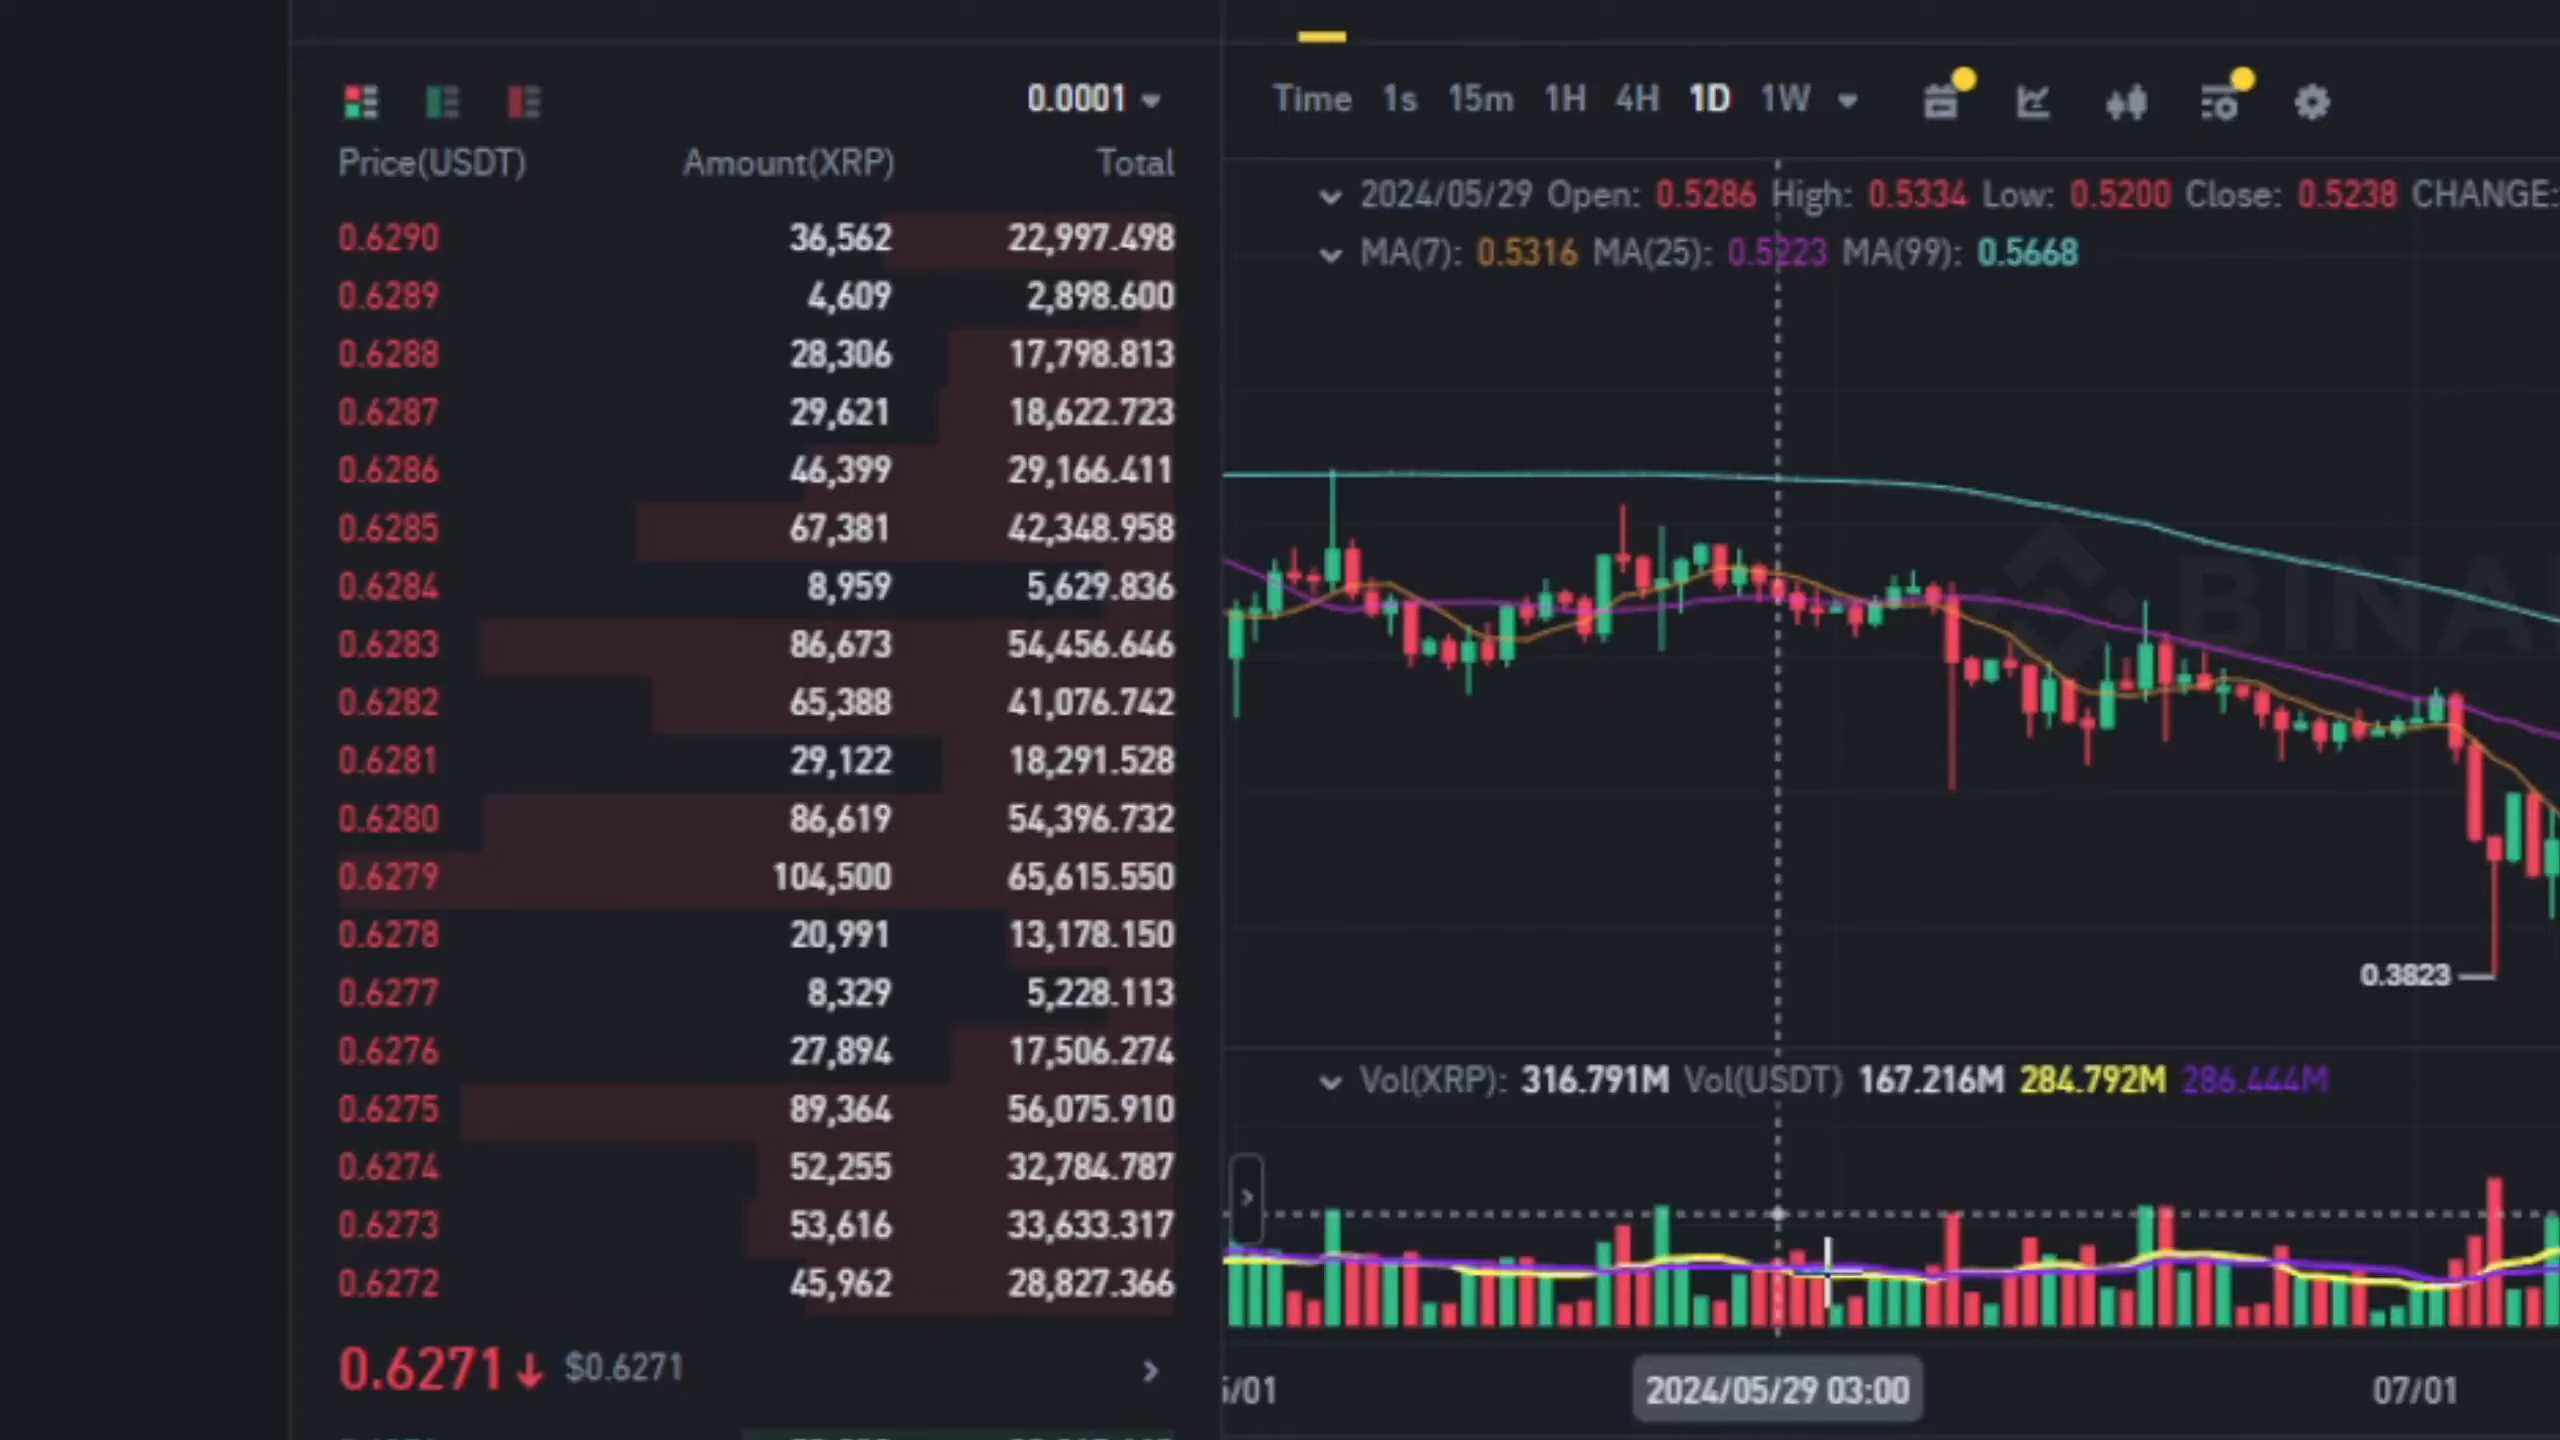 0.0001
Price(USDT) Amount(XRP) Total
0.6290 36,562 22,997.498
0.6289 4,609 2,898.600
0.6288 28,306 17,798.813
0.6287 29,621 18,622.723
0.6286 46,399 29,166.411
0.6285 67,381 42,348.958
0.6284 8,959 5,629.836
0.6283 86,673 54,456.646
0.6282 65,388 41,076.742
0.6281 29,122 18,291.528
0.6280 86,619 54,396.732
0.6279 104,500 65,615.550
0.6278 20,991 13,178.150
0.6277 8,329 5,228.113
0.6276 27,894 17,506.274
0.6275 89,364 56,075.910
0.6274 52,255 32,784.787
0.6273 53,616 33,633.317
0.6272 45,962 28,827.366
0.6271↓ $0.6271
Time 1s 15m 1H 4H 1D 1W
2024/05/29 Open: 0.5286 High: 0.5334 Low: 0.5200 Close: 0.5238 CHANGE:
MA(7): 0.5316 MA(25): 0.5223 MA(99): 0.5668
BINA
0.3823
Vol(XRP): 316.791M Vol(USDT) 167.216M 284.792M 286.444M
/01 2024/05/29 03:00 07/01